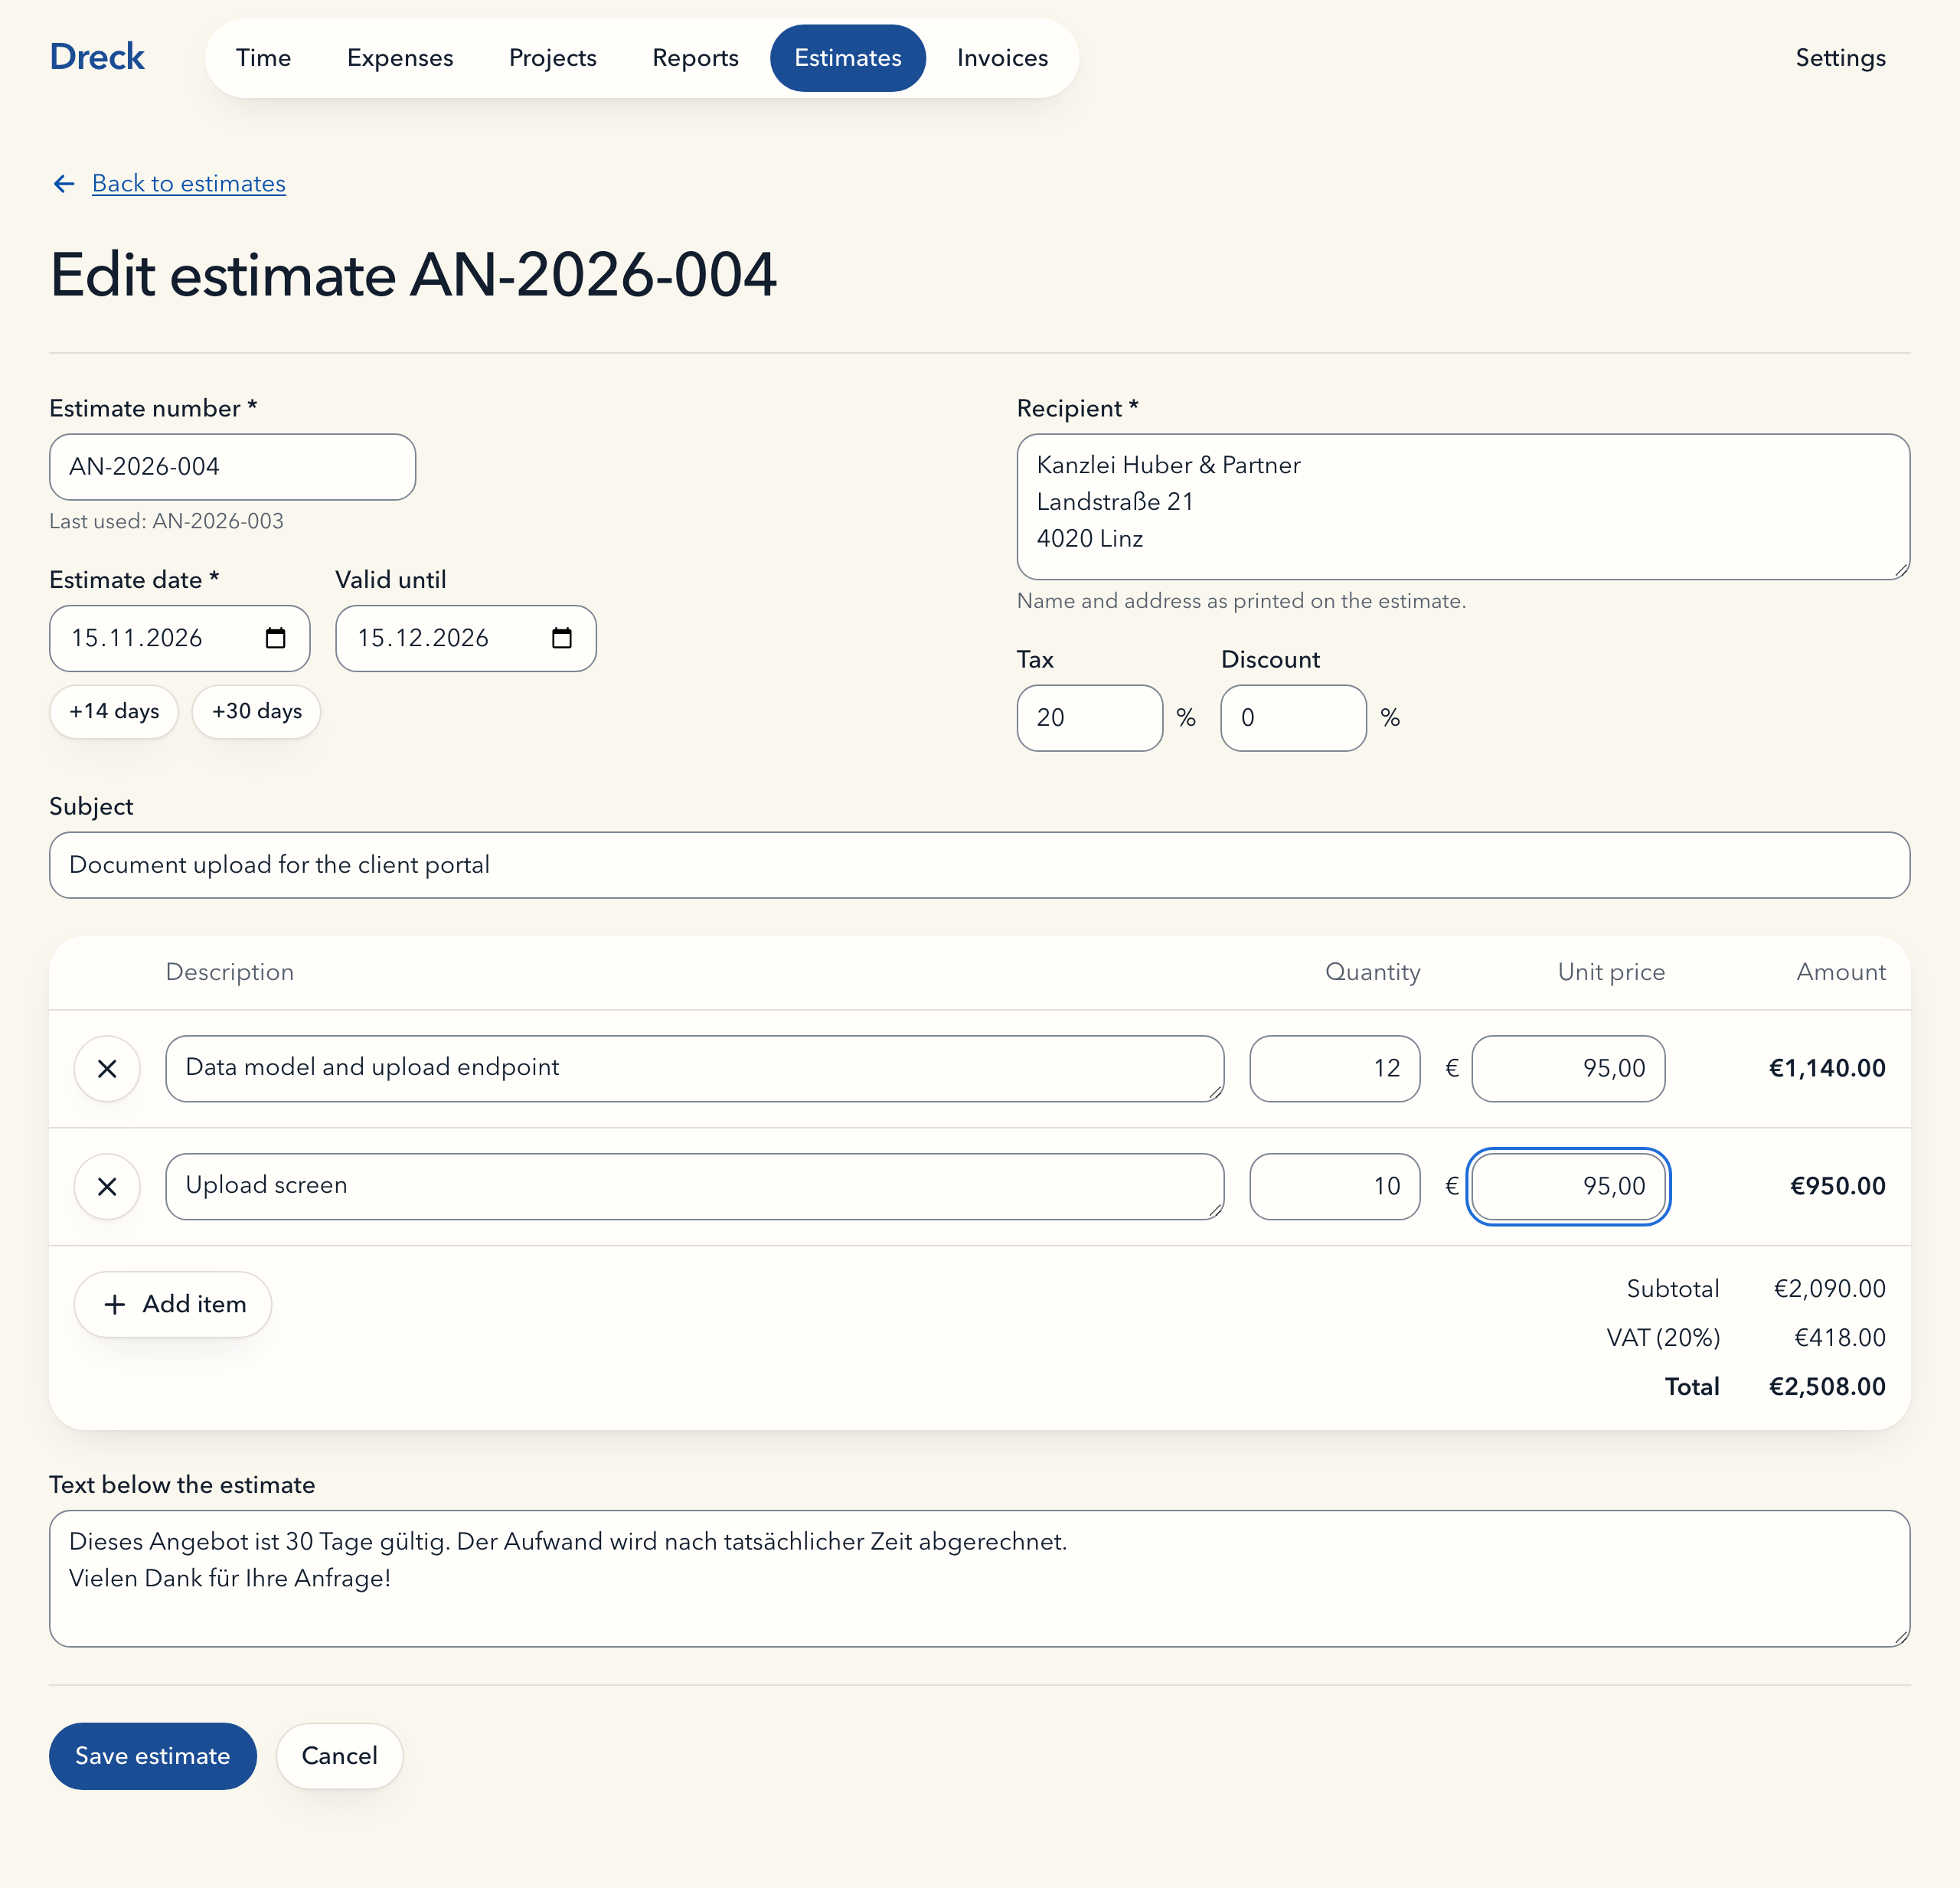 Dreck
Time Expenses Projects Reports Estimates Invoices
Settings
Back to estimates
Edit estimate AN-2026-004
Estimate number *
AN-2026-004
Last used: AN-2026-003
Estimate date * Valid until
15.11.2026 15.12.2026
+14 days +30 days
Recipient *
Kanzlei Huber & Partner
Landstraße 21
4020 Linz
Name and address as printed on the estimate.
Tax Discount
20 % 0 %
Subject
Document upload for the client portal
Description Quantity Unit price Amount
Data model and upload endpoint 12 € 95,00 €1,140.00
Upload screen 10 € 95,00 €950.00
Add item
Subtotal €2,090.00
VAT (20%) €418.00
Total €2,508.00
Text below the estimate
Dieses Angebot ist 30 Tage gültig. Der Aufwand wird nach tatsächlicher Zeit abgerechnet.
Vielen Dank für Ihre Anfrage!
Save estimate Cancel